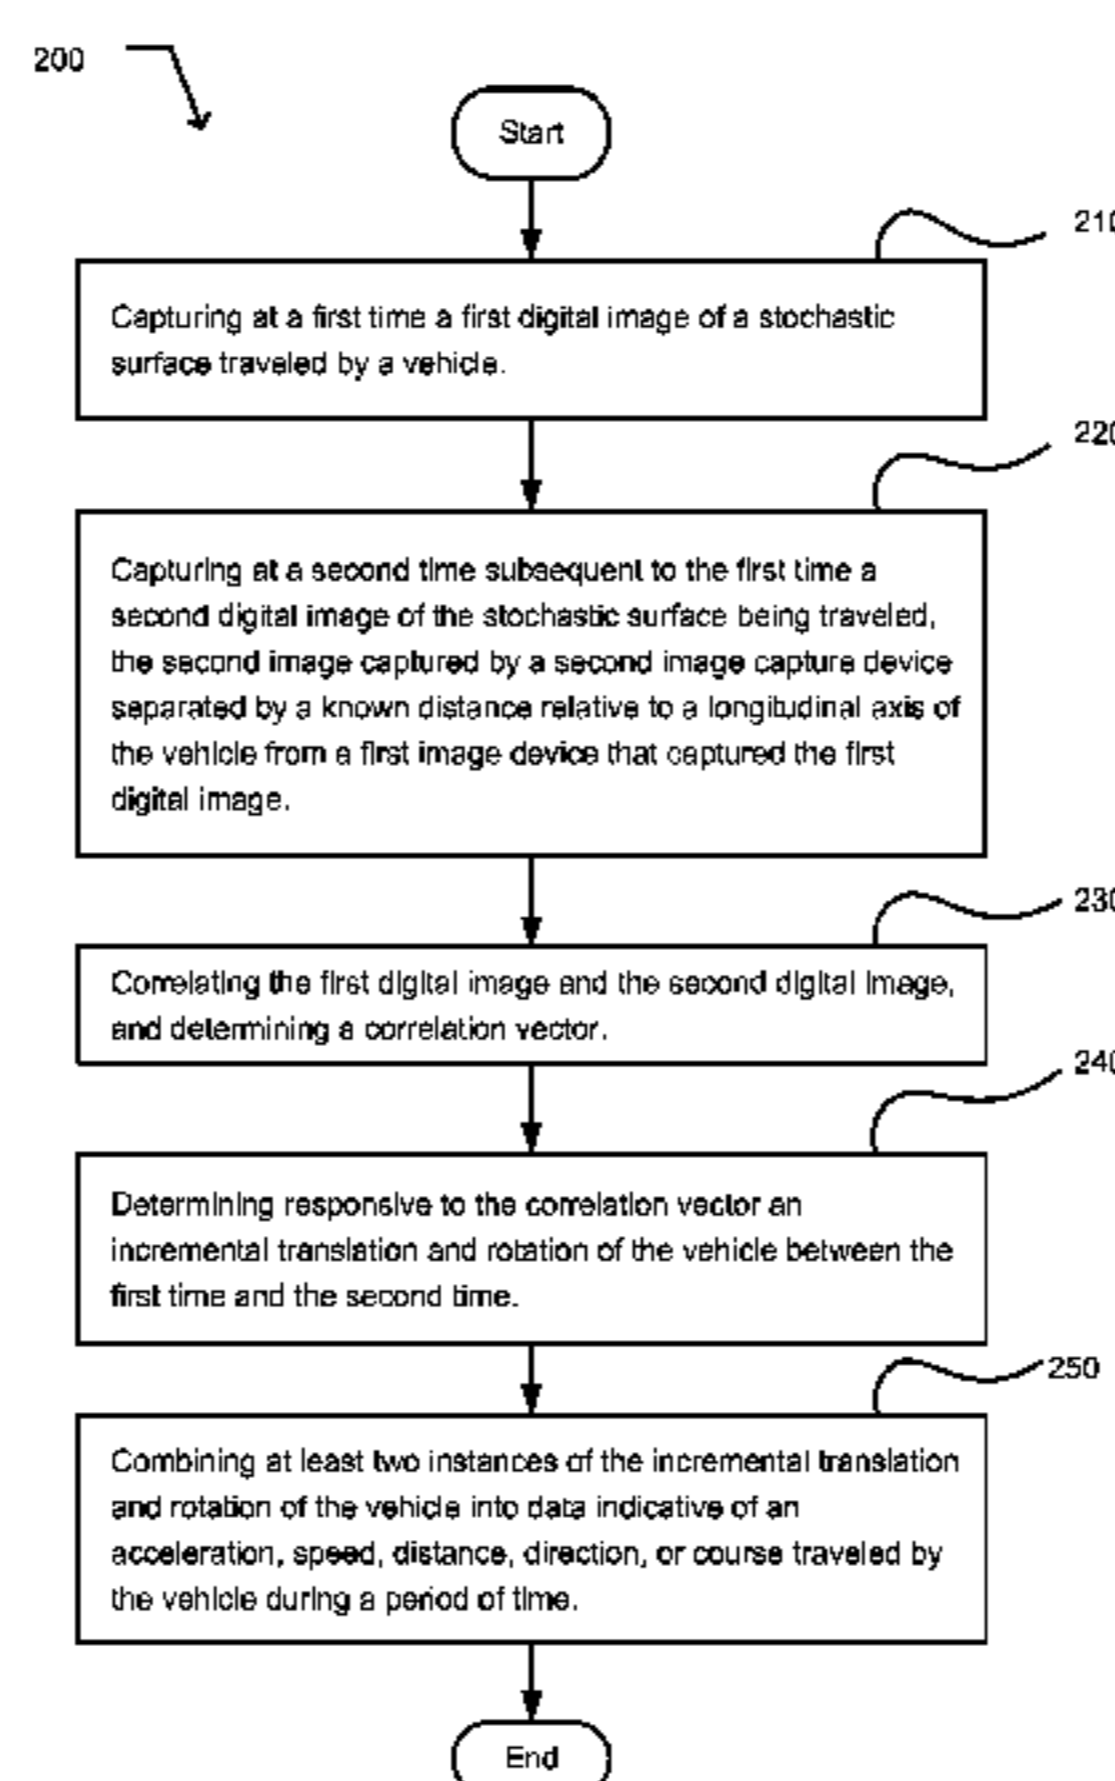 200
Start
210
Capturing at a first time a first digital image of a stochastic
surface traveled by a vehicle.
220
Capturing at a second time subsequent to the first time a
second digital image of the stochastic surface being traveled,
the second image captured by a second image capture device
separated by a known distance relative to a longitudinal axis of
the vehicle from a first image device that captured the first
digital image.
230
Correlating the first digital image and the second digital image,
and determining a correlation vector.
240
Determining responsive to the correlation vector an
incremental translation and rotation of the vehicle between the
first time and the second time.
250
Combining at least two instances of the incremental translation
and rotation of the vehicle into data indicative of an
acceleration, speed, distance, direction, or course traveled by
the vehicle during a period of time.
End